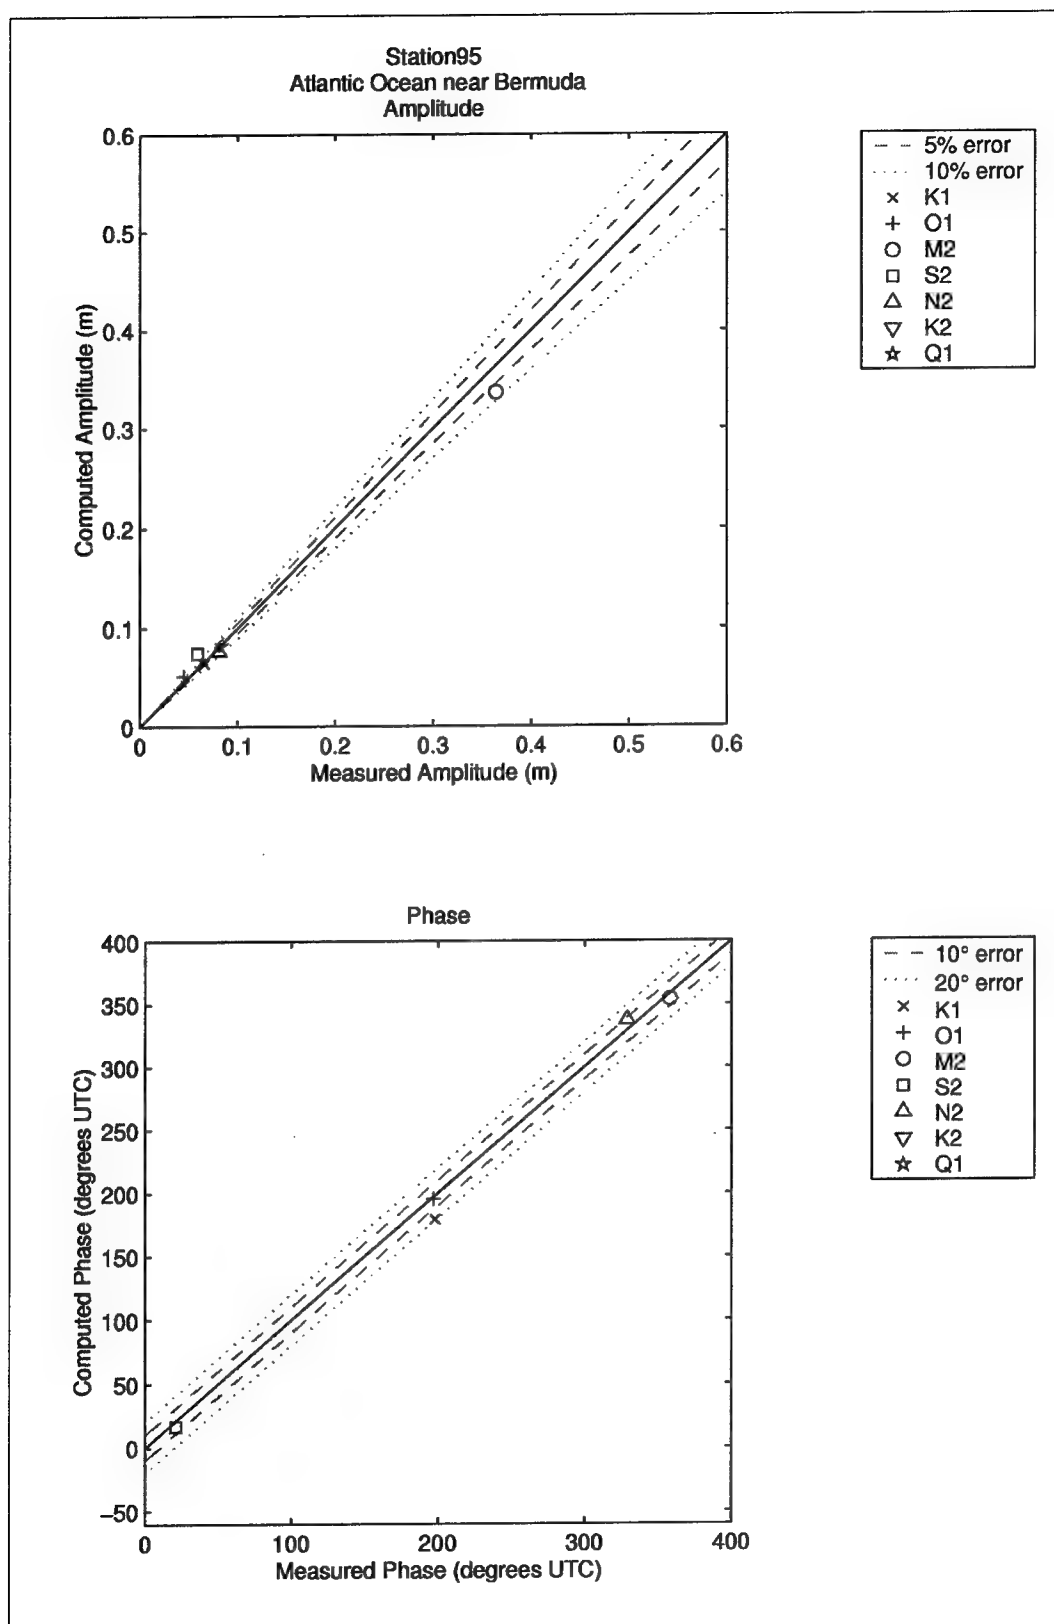 Station95
Atlantic Ocean near Bermuda
Amplitude
0.6
0.5
0.4
0.3
0.2
0.1
0
Computed Amplitude (m)
0 0.1 0.2 0.3 0.4 0.5 0.6
Measured Amplitude (m)
5% error
10% error
K1
O1
M2
S2
N2
K2
Q1
Phase
400
350
300
250
200
150
100
50
0
−50
Computed Phase (degrees UTC)
0 100 200 300 400
Measured Phase (degrees UTC)
10° error
20° error
K1
O1
M2
S2
N2
K2
Q1